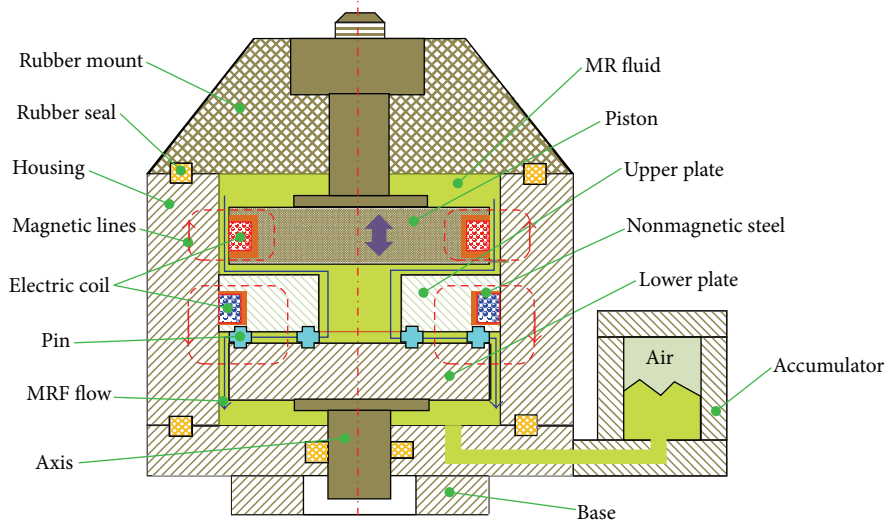 Rubber mount
Rubber seal
Housing
Magnetic lines
Electric coil
Pin
MRF flow
Axis
MR fluid
Piston
Upper plate
Nonmagnetic steel
Lower plate
Air
Accumulator
Base